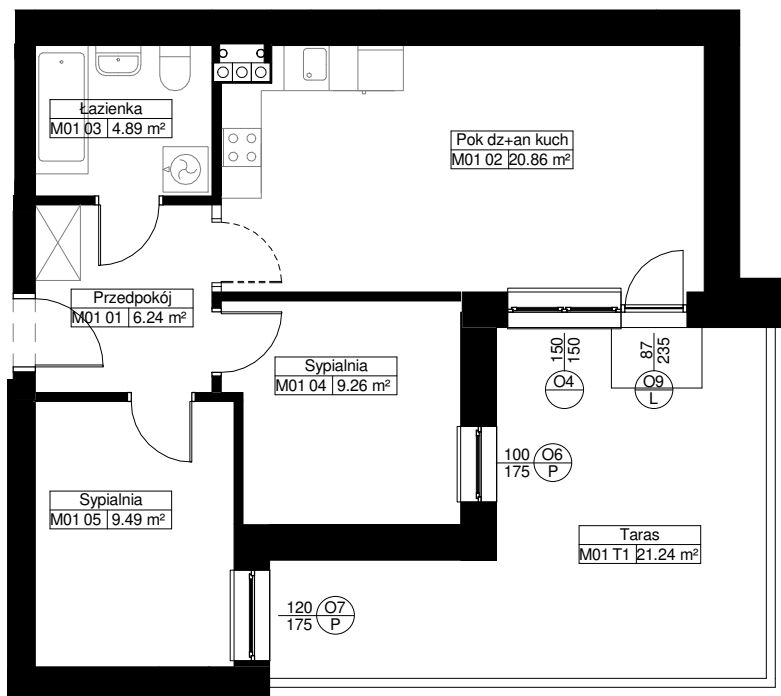 Łazienka
M01 03 4.89 m²
Pok dz+an kuch
M01 02 20.86 m²
Przedpokój
M01 01 6.24 m²
Sypialnia
M01 04 9.26 m²
150
150
O4
87
235
O9
L
100
175
O6
P
Sypialnia
M01 05 9.49 m²
Taras
M01 T1 21.24 m²
120
175
O7
P